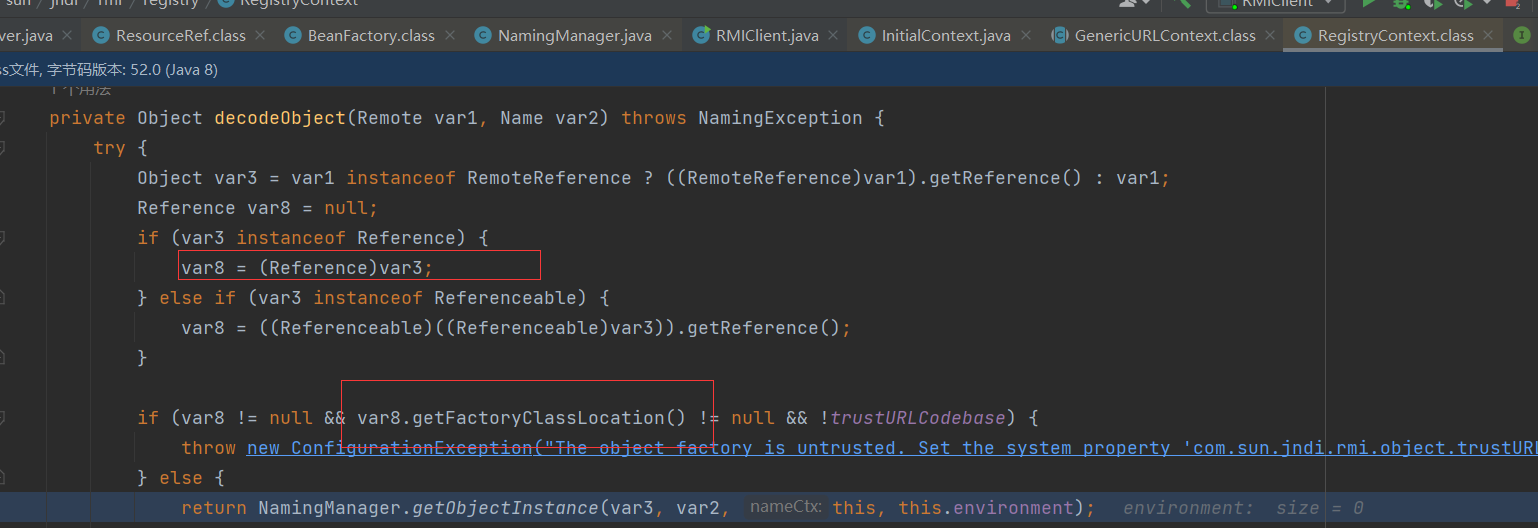 sun / jndi / rmi / registry / RegistryContext RMIClient
ver.java ResourceRef.class BeanFactory.class NamingManager.java RMIClient.java InitialContext.java GenericURLContext.class RegistryContext.class
ss文件, 字节码版本: 52.0 (Java 8)
1个用法
private Object decodeObject(Remote var1, Name var2) throws NamingException {
try {
Object var3 = var1 instanceof RemoteReference ? ((RemoteReference)var1).getReference() : var1;
Reference var8 = null;
if (var3 instanceof Reference) {
var8 = (Reference)var3;
} else if (var3 instanceof Referenceable) {
var8 = ((Referenceable)((Referenceable)var3)).getReference();
}
if (var8 != null && var8.getFactoryClassLocation() != null && !trustURLCodebase) {
throw new ConfigurationException("The object factory is untrusted. Set the system property 'com.sun.jndi.rmi.object.trustURL
} else {
return NamingManager.getObjectInstance(var3, var2, nameCtx: this, this.environment); environment: size = 0